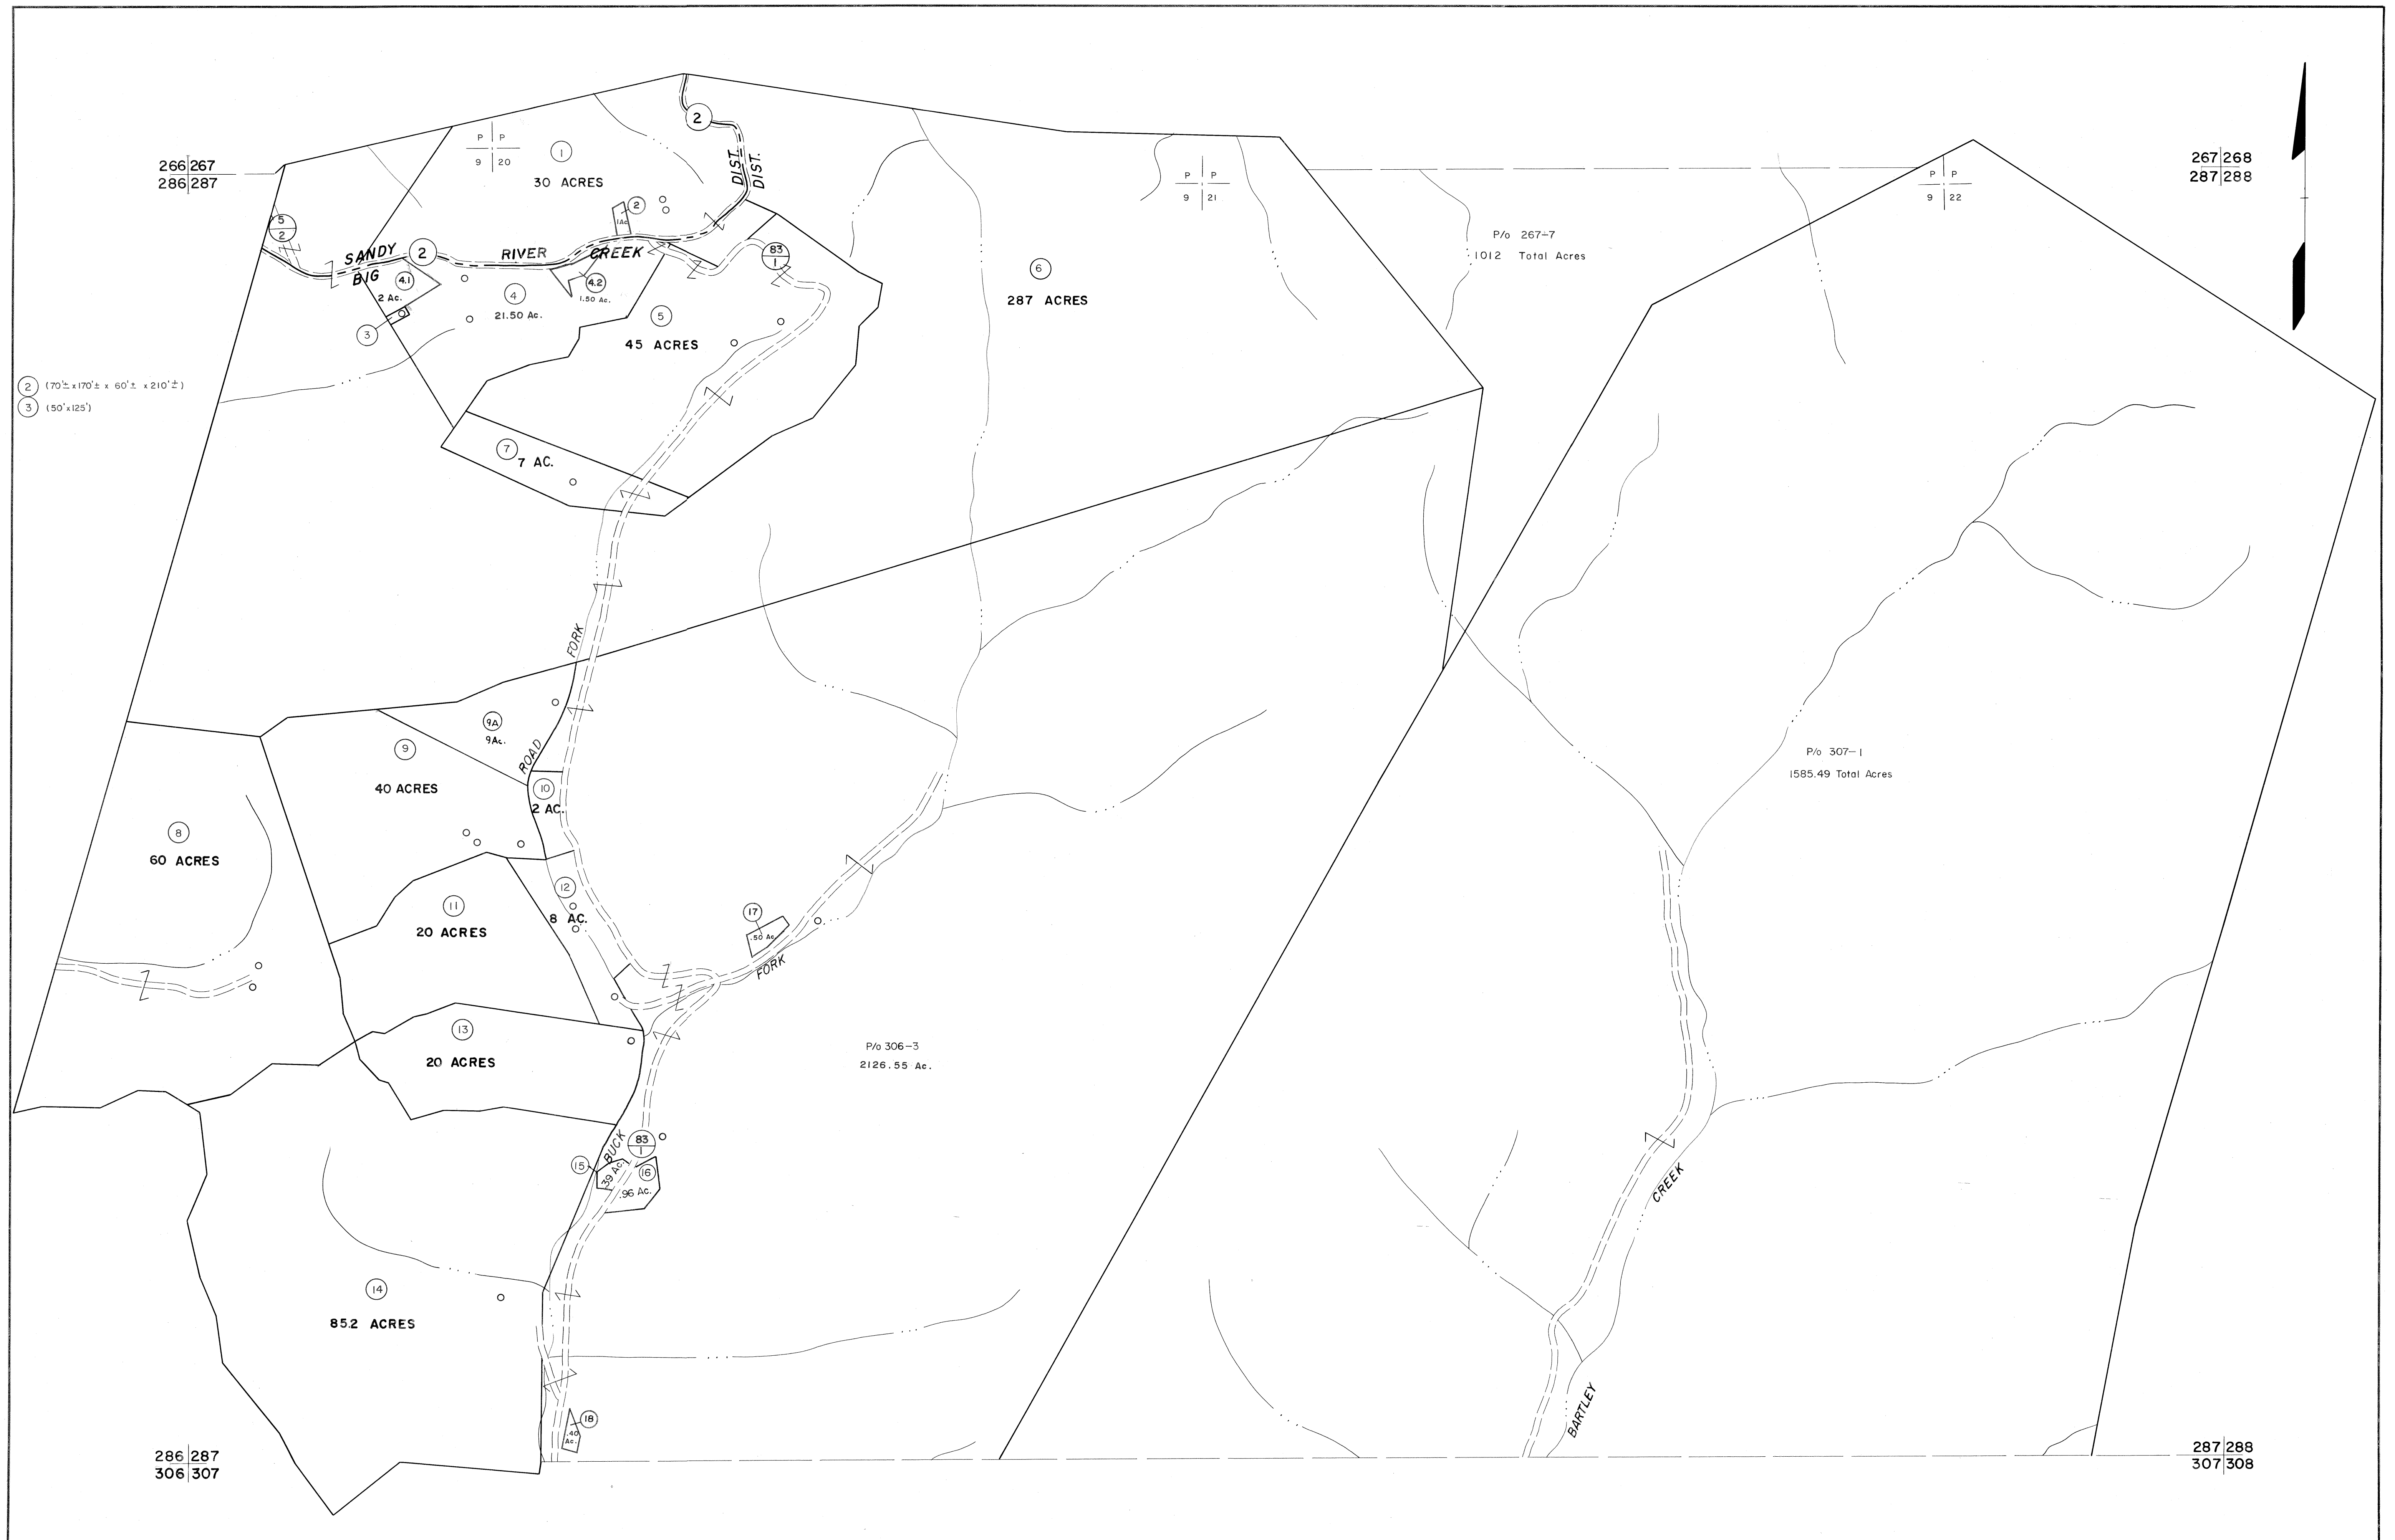 266 267
286 287
P P
9 20
1
30 ACRES
2
DIST.
DIST.
267 268
287 288
P P
9 21
P P
9 22
5
2
SANDY
BIG
2
RIVER
CREEK
2
1Ac.
83
1
4.1
2 Ac.
4
21.50 Ac.
4.2
1.50 Ac.
3
5
45 ACRES
6
287 ACRES
P/o 267-7
1012 Total Acres
2 (70'± x170'± x 60'± x210'±)
3 (50'x125')
7
7 AC.
FORK
9A
9Ac.
9
40 ACRES
ROAD
10
2 AC.
P/o 307-1
1585.49 Total Acres
8
60 ACRES
11
20 ACRES
12
8 AC.
17
.50 Ac.
FORK
13
20 ACRES
P/o 306-3
2126.55 Ac.
BUCK
83
1
15
.39 Ac.
16
.96 Ac.
CREEK
14
85.2 ACRES
18
.40
Ac.
BARTLEY
286 287
306 307
287 288
307 308